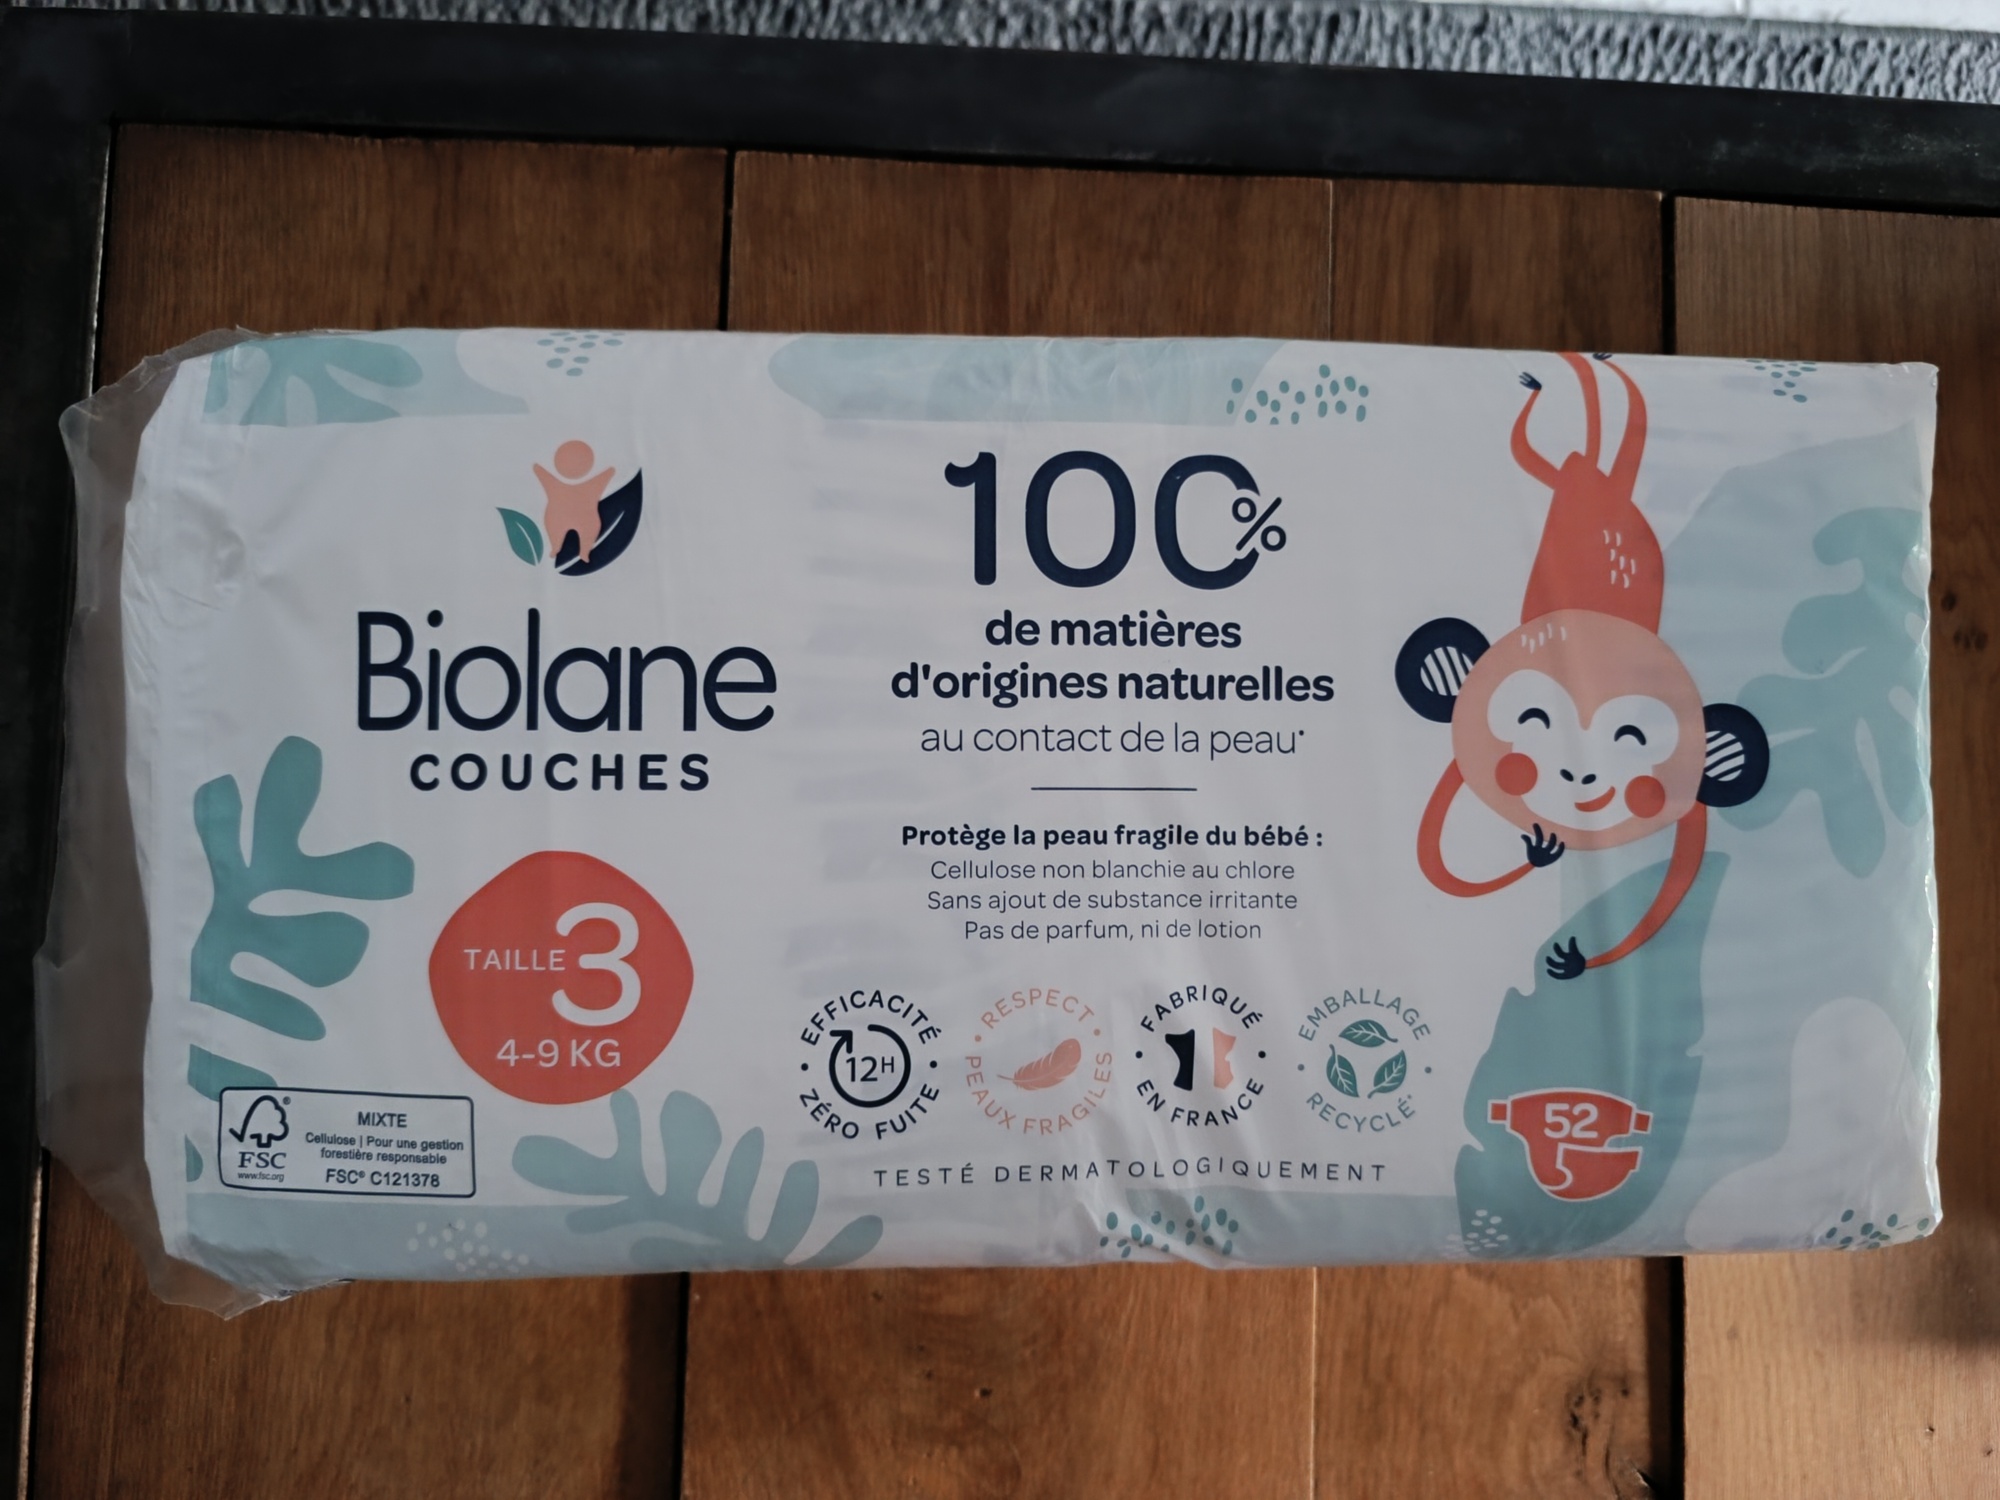 Biolane
COUCHES
TAILLE 3
4-9 KG
FSC
www.fsc.org
MIXTE
Cellulose | Pour une gestion
forestière responsable
FSC® C121378
100%
de matières
d'origines naturelles
au contact de la peau*
Protège la peau fragile du bébé :
Cellulose non blanchie au chlore
Sans ajout de substance irritante
Pas de parfum, ni de lotion
EFFICACITÉ
12H
ZÉRO FUITE
RESPECT
PEAUX FRAGILES
FABRIQUÉ
EN FRANCE
EMBALLAGE
RECYCLÉ*
TESTÉ DERMATOLOGIQUEMENT
52